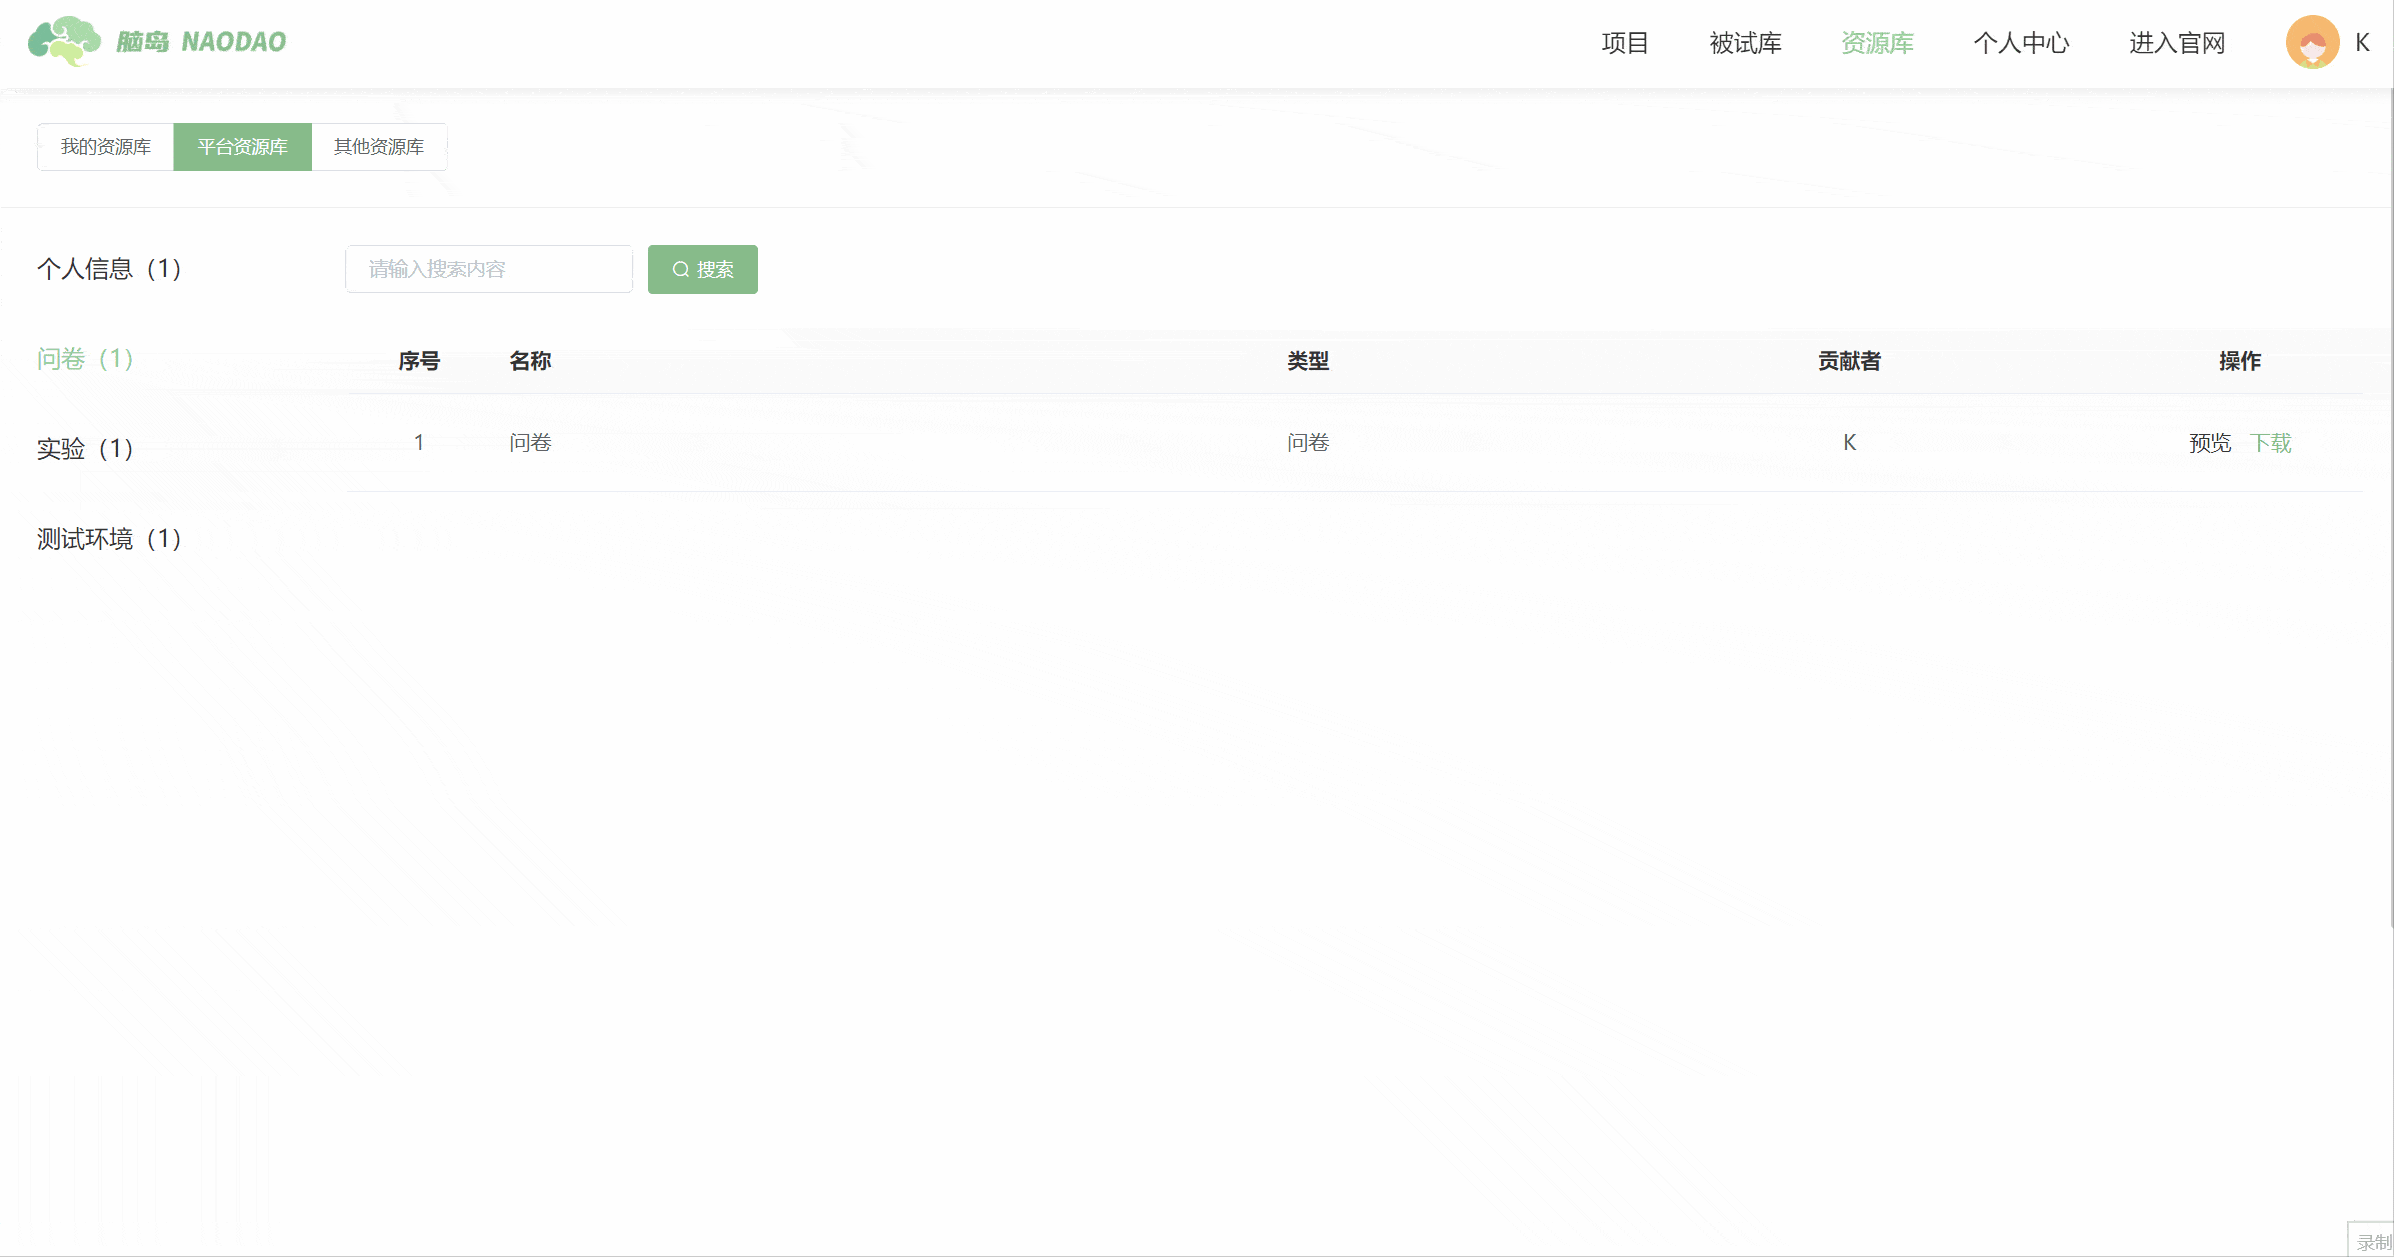 脑岛 NAODAO
项目 被试库 资源库 个人中心 进入官网 K
我的资源库 平台资源库 其他资源库
个人信息（1） 请输入搜索内容 搜索
问卷（1） 序号 名称 类型 贡献者 操作
实验（1） 1 问卷 问卷 K 预览 下载
测试环境（1）
录制